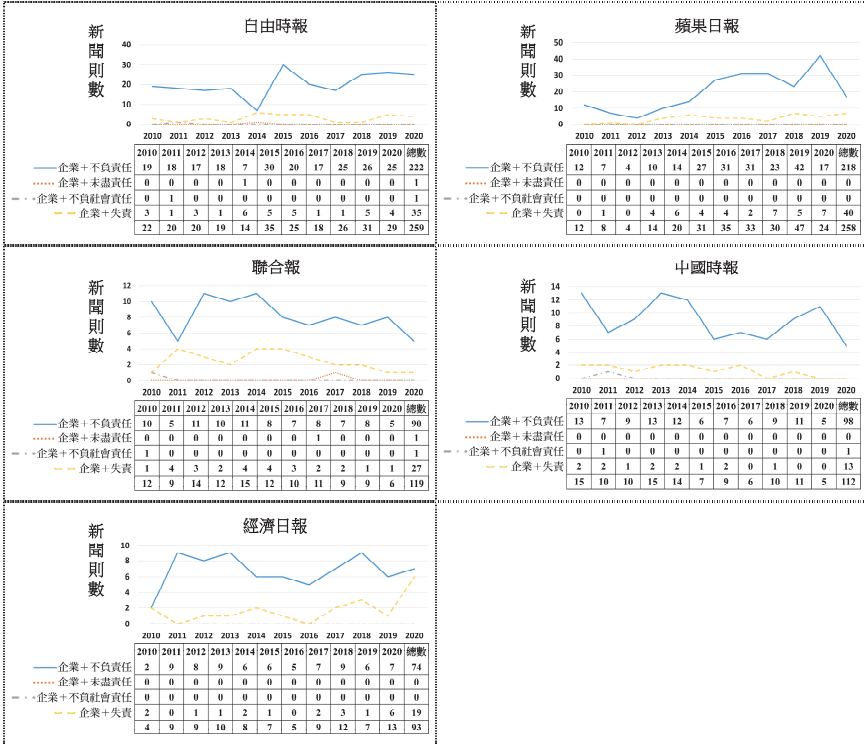 自由時報
新聞則數
40
30
20
10
0
2010 2011 2012 2013 2014 2015 2016 2017 2018 2019 2020
2010 2011 2012 2013 2014 2015 2016 2017 2018 2019 2020 總數
企業＋不負責任 19 18 17 18 7 30 20 17 25 26 25 222
企業＋未盡責任 0 0 0 0 1 0 0 0 0 0 0 1
企業＋不負社會責任 0 1 0 0 0 0 0 0 0 0 0 1
企業＋失責 3 1 3 1 6 5 5 1 1 5 4 35
22 20 20 19 14 35 25 18 26 31 29 259
蘋果日報
新聞則數
50
40
30
20
10
0
2010 2011 2012 2013 2014 2015 2016 2017 2018 2019 2020
2010 2011 2012 2013 2014 2015 2016 2017 2018 2019 2020 總數
企業＋不負責任 12 7 4 10 14 27 31 31 23 42 17 218
企業＋未盡責任 0 0 0 0 0 0 0 0 0 0 0 0
企業＋不負社會責任 0 0 0 0 0 0 0 0 0 0 0 0
企業＋失責 0 1 0 4 6 4 4 2 7 5 7 40
12 8 4 14 20 31 35 33 30 47 24 258
聯合報
新聞則數
12
10
8
6
4
2
0
2010 2011 2012 2013 2014 2015 2016 2017 2018 2019 2020
2010 2011 2012 2013 2014 2015 2016 2017 2018 2019 2020 總數
企業＋不負責任 10 5 11 10 11 8 7 8 7 8 5 90
企業＋未盡責任 0 0 0 0 0 0 0 1 0 0 0 1
企業＋不負社會責任 1 0 0 0 0 0 0 0 0 0 0 1
企業＋失責 1 4 3 2 4 4 3 2 2 1 1 27
12 9 14 12 15 12 10 11 9 9 6 119
中國時報
新聞則數
14
12
10
8
6
4
2
0
2010 2011 2012 2013 2014 2015 2016 2017 2018 2019 2020
2010 2011 2012 2013 2014 2015 2016 2017 2018 2019 2020 總數
企業＋不負責任 13 7 9 13 12 6 7 6 9 11 5 98
企業＋未盡責任 0 0 0 0 0 0 0 0 0 0 0 0
企業＋不負社會責任 0 1 0 0 0 0 0 0 0 0 0 1
企業＋失責 2 2 1 2 2 1 2 0 1 0 0 13
15 10 10 15 14 7 9 6 10 11 5 112
經濟日報
新聞則數
10
8
6
4
2
0
2010 2011 2012 2013 2014 2015 2016 2017 2018 2019 2020
2010 2011 2012 2013 2014 2015 2016 2017 2018 2019 2020 總數
企業＋不負責任 2 9 8 9 6 6 5 7 9 6 7 74
企業＋未盡責任 0 0 0 0 0 0 0 0 0 0 0 0
企業＋不負社會責任 0 0 0 0 0 0 0 0 0 0 0 0
企業＋失責 2 0 1 1 2 1 0 2 3 1 6 19
4 9 9 10 8 7 5 9 12 7 13 93